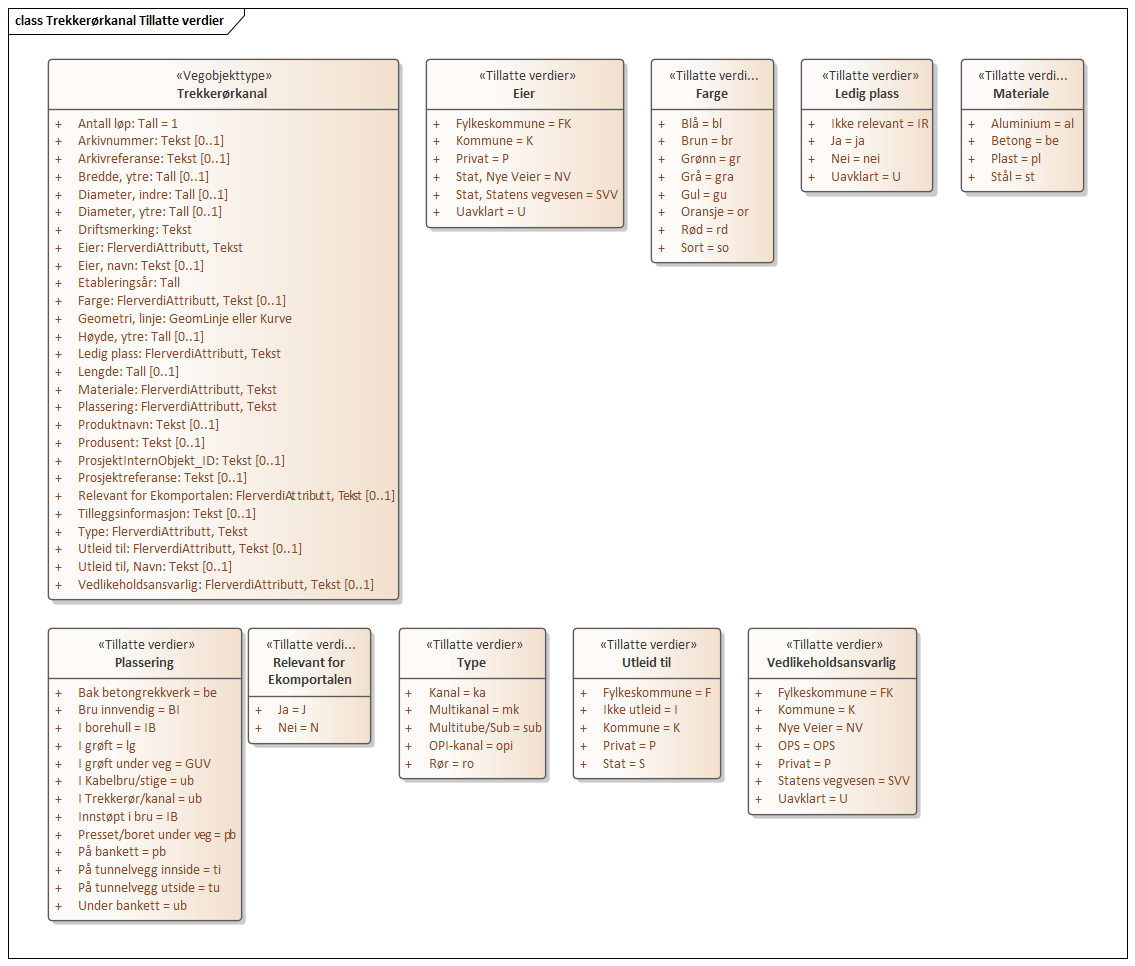 class Trekkerørkanal Tillatte verdier
«Vegobjekttype»
Trekkerørkanal
+ Antall løp: Tall = 1
+ Arkivnummer: Tekst [0..1]
+ Arkivreferanse: Tekst [0..1]
+ Bredde, ytre: Tall [0..1]
+ Diameter, indre: Tall [0..1]
+ Diameter, ytre: Tall [0..1]
+ Driftsmerking: Tekst
+ Eier: FlerverdiAttributt, Tekst
+ Eier, navn: Tekst [0..1]
+ Etableringsår: Tall
+ Farge: FlerverdiAttributt, Tekst [0..1]
+ Geometri, linje: GeomLinje eller Kurve
+ Høyde, ytre: Tall [0..1]
+ Ledig plass: FlerverdiAttributt, Tekst
+ Lengde: Tall [0..1]
+ Materiale: FlerverdiAttributt, Tekst
+ Plassering: FlerverdiAttributt, Tekst
+ Produktnavn: Tekst [0..1]
+ Produsent: Tekst [0..1]
+ ProsjektInternObjekt_ID: Tekst [0..1]
+ Prosjektreferanse: Tekst [0..1]
+ Relevant for Ekomportalen: FlerverdiAttributt, Tekst [0..1]
+ Tilleggsinformasjon: Tekst [0..1]
+ Type: FlerverdiAttributt, Tekst
+ Utleid til: FlerverdiAttributt, Tekst [0..1]
+ Utleid til, Navn: Tekst [0..1]
+ Vedlikeholdsansvarlig: FlerverdiAttributt, Tekst [0..1]
«Tillatte verdier»
Eier
+ Fylkeskommune = FK
+ Kommune = K
+ Privat = P
+ Stat, Nye Veier = NV
+ Stat, Statens vegvesen = SVV
+ Uavklart = U
«Tillatte verdi...
Farge
+ Blå = bl
+ Brun = br
+ Grønn = gr
+ Grå = gra
+ Gul = gu
+ Oransje = or
+ Rød = rd
+ Sort = so
«Tillatte verdier»
Ledig plass
+ Ikke relevant = IR
+ Ja = ja
+ Nei = nei
+ Uavklart = U
«Tillatte verdi...
Materiale
+ Aluminium = al
+ Betong = be
+ Plast = pl
+ Stål = st
«Tillatte verdier»
Plassering
+ Bak betongrekkverk = be
+ Bru innvendig = BI
+ I borehull = IB
+ I grøft = lg
+ I grøft under veg = GUV
+ I Kabelbru/stige = ub
+ I Trekkerør/kanal = ub
+ Innstøpt i bru = IB
+ Presset/boret under veg = pb
+ På bankett = pb
+ På tunnelvegg innside = ti
+ På tunnelvegg utside = tu
+ Under bankett = ub
«Tillatte verdi...
Relevant for
Ekomportalen
+ Ja = J
+ Nei = N
«Tillatte verdier»
Type
+ Kanal = ka
+ Multikanal = mk
+ Multitube/Sub = sub
+ OPI-kanal = opi
+ Rør = ro
«Tillatte verdier»
Utleid til
+ Fylkeskommune = F
+ Ikke utleid = I
+ Kommune = K
+ Privat = P
+ Stat = S
«Tillatte verdier»
Vedlikeholdsansvarlig
+ Fylkeskommune = FK
+ Kommune = K
+ Nye Veier = NV
+ OPS = OPS
+ Privat = P
+ Statens vegvesen = SVV
+ Uavklart = U